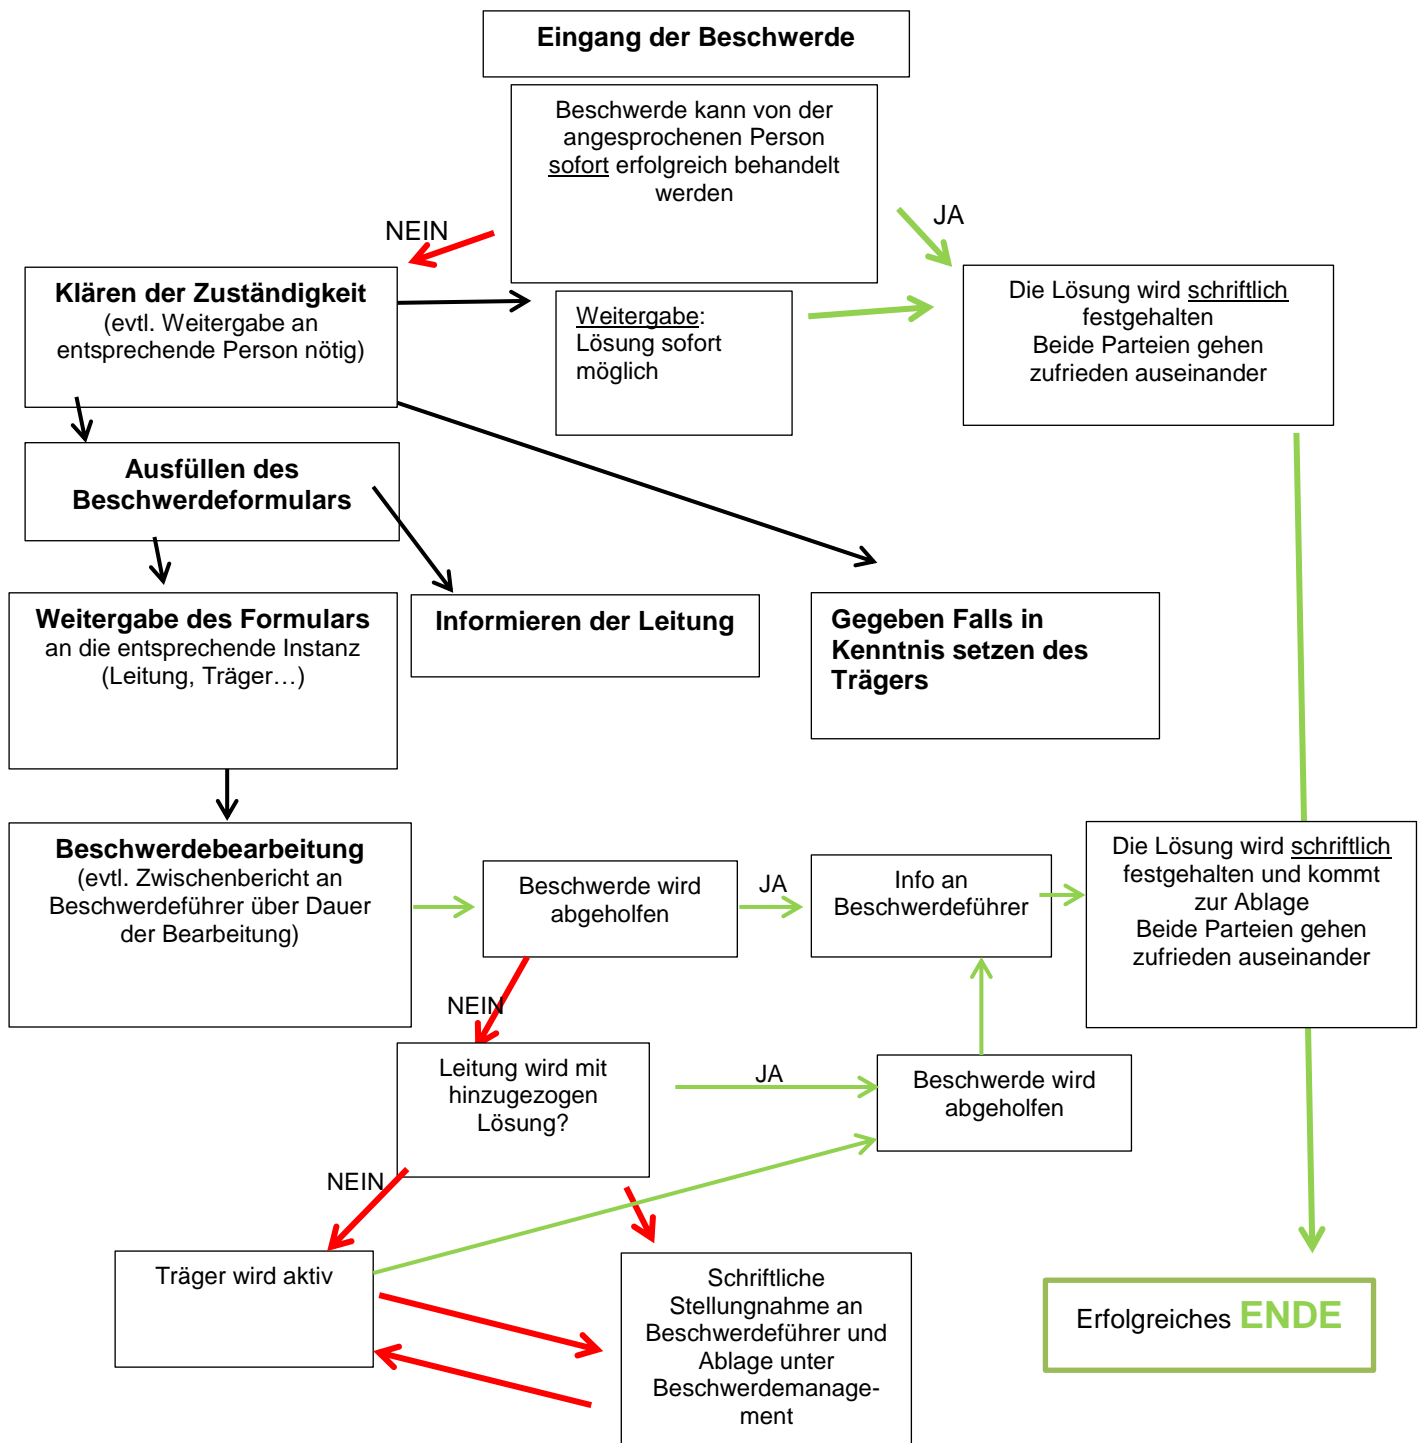 Eingang der Beschwerde
Beschwerde kann von der
angesprochenen Person
sofort erfolgreich behandelt
werden
NEIN
JA
Klären der Zuständigkeit
(evtl. Weitergabe an
entsprechende Person nötig)
Weitergabe:
Lösung sofort
möglich
Die Lösung wird schriftlich
festgehalten
Beide Parteien gehen
zufrieden auseinander
Ausfüllen des
Beschwerdeformulars
Weitergabe des Formulars
an die entsprechende Instanz
(Leitung, Träger…)
Informieren der Leitung
Gegeben Falls in
Kenntnis setzen des
Trägers
Beschwerdebearbeitung
(evtl. Zwischenbericht an
Beschwerdeführer über Dauer
der Bearbeitung)
Beschwerde wird
abgeholfen
JA
Info an
Beschwerdeführer
Die Lösung wird schriftlich
festgehalten und kommt
zur Ablage
Beide Parteien gehen
zufrieden auseinander
NEIN
Leitung wird mit
hinzugezogen
Lösung?
JA
Beschwerde wird
abgeholfen
NEIN
Träger wird aktiv
Schriftliche
Stellungnahme an
Beschwerdeführer und
Ablage unter
Beschwerdemanage-
ment
Erfolgreiches ENDE